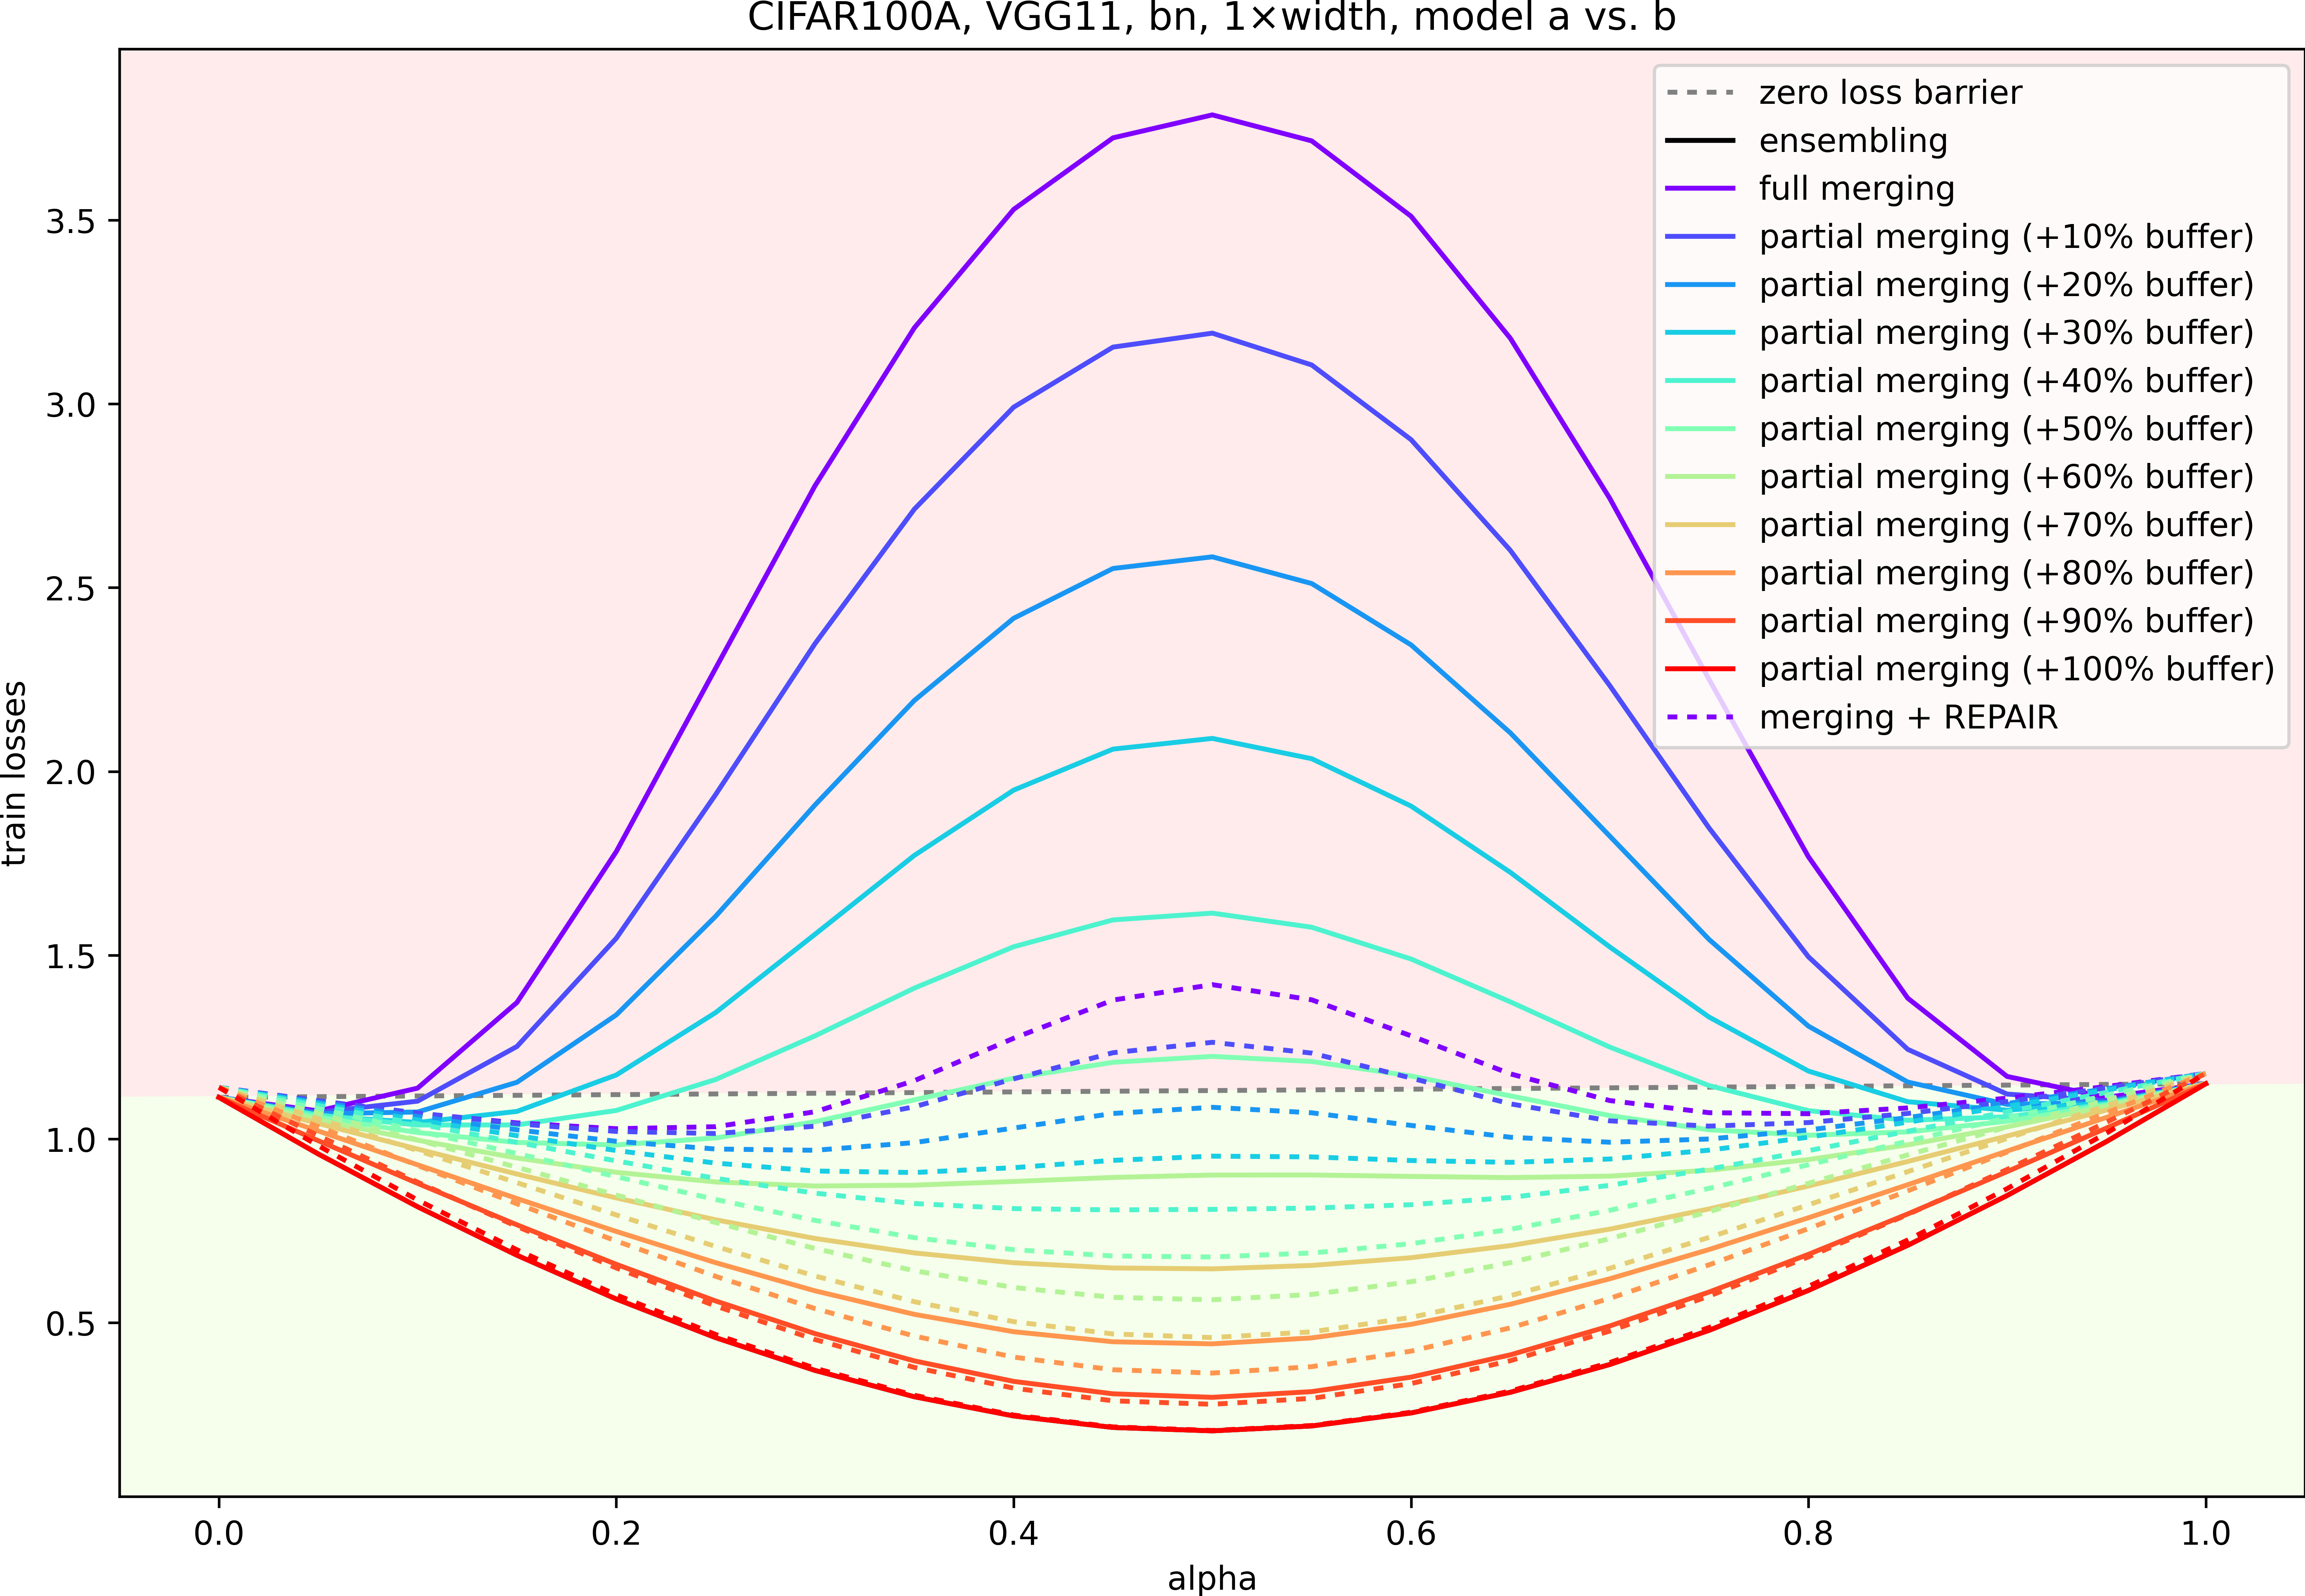 CIFAR100A, VGG11, bn, 1×width, model a vs. b
train losses
3.5
3.0
2.5
2.0
1.5
1.0
0.5
zero loss barrier
ensembling
full merging
partial merging (+10% buffer)
partial merging (+20% buffer)
partial merging (+30% buffer)
partial merging (+40% buffer)
partial merging (+50% buffer)
partial merging (+60% buffer)
partial merging (+70% buffer)
partial merging (+80% buffer)
partial merging (+90% buffer)
partial merging (+100% buffer)
merging + REPAIR
0.0
0.2
0.4
0.6
0.8
1.0
alpha